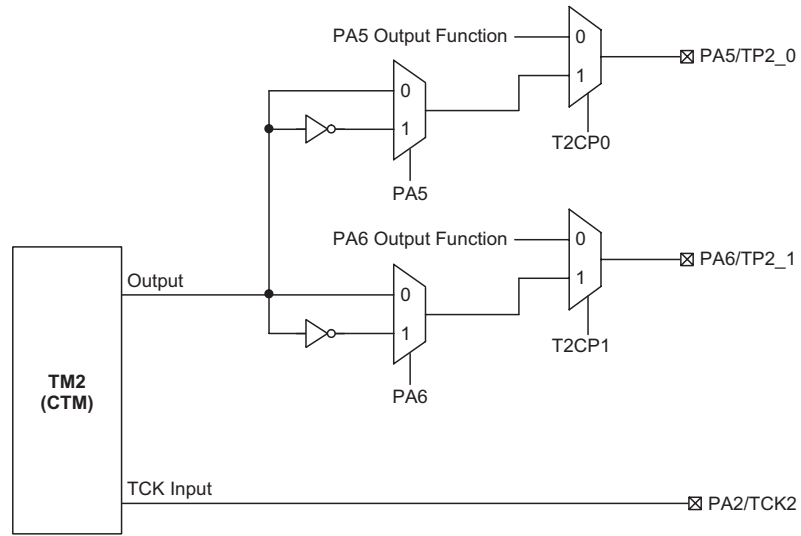 PA5 Output Function
0
1
PA5/TP2_0
0
1
T2CP0
PA5
PA6 Output Function
0
1
PA6/TP2_1
Output
0
1
T2CP1
PA6
TM2
(CTM)
TCK Input
PA2/TCK2